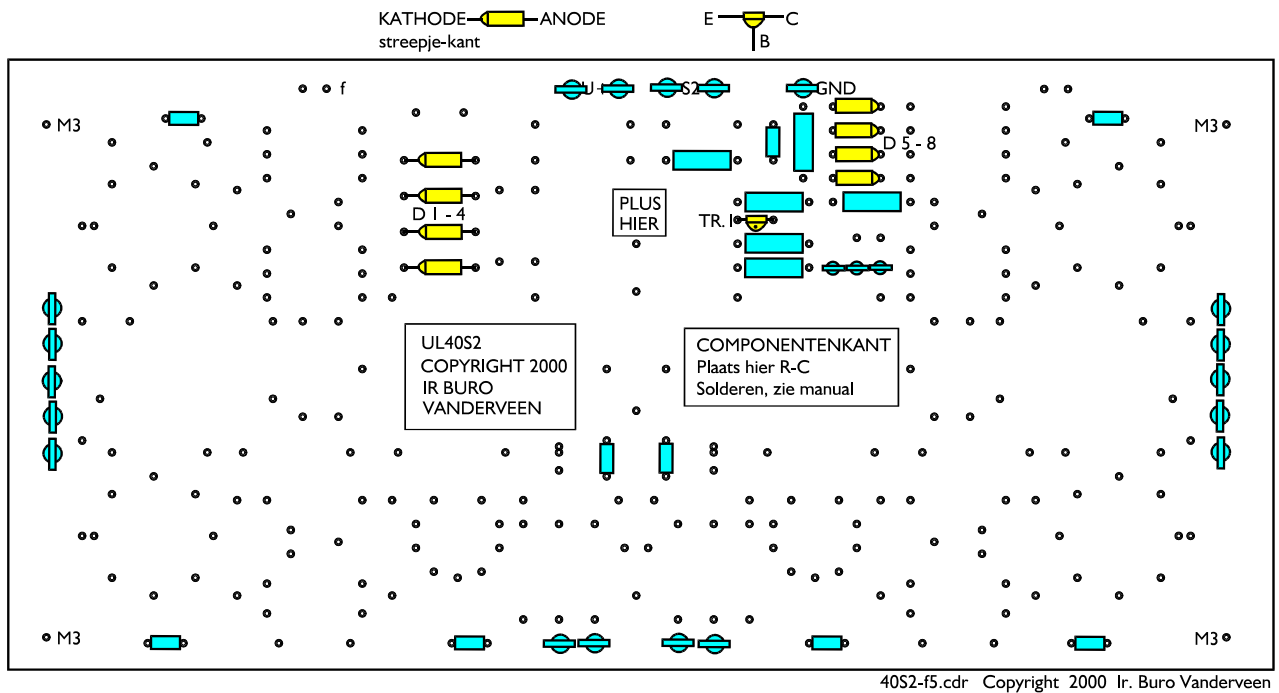 KATHODE ANODE
streepje-kant
E C
B
f
U+
S2
GND
M3
M3
D 5 - 8
D 1 - 4
PLUS
HIER
TR.1
UL40S2
COPYRIGHT 2000
IR BURO
VANDERVEEN
COMPONENTENKANT
Plaats hier R-C
Solderen, zie manual
M3
M3
40S2-f5.cdr Copyright 2000 Ir. Buro Vanderveen